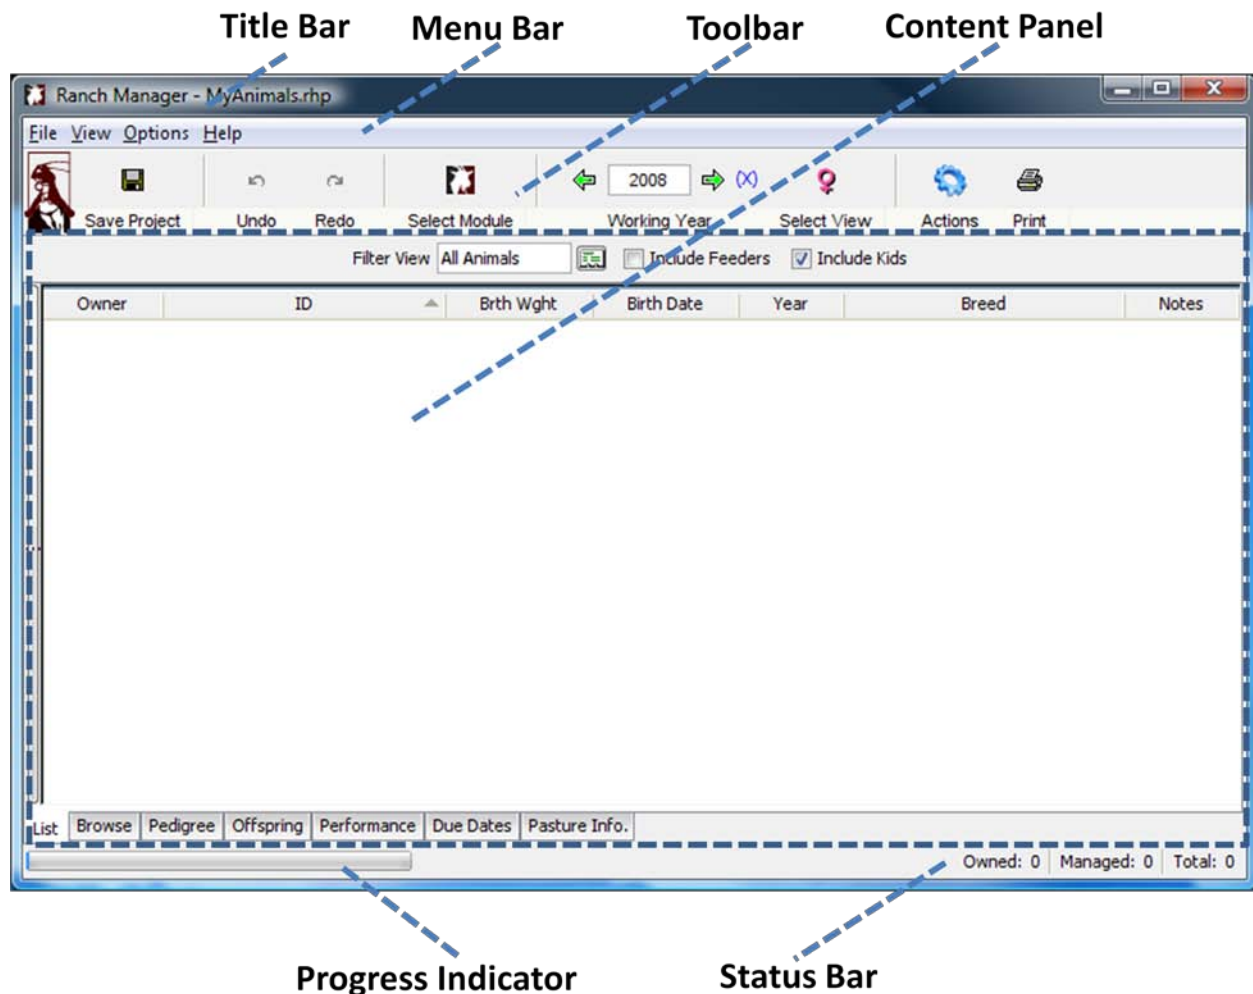 Title Bar Menu Bar Toolbar Content Panel
Ranch Manager - MyAnimals.rhp
File View Options Help
2008 (X)
Save Project Undo Redo Select Module Working Year Select View Actions Print
Filter View All Animals Include Feeders Include Kids
Owner ID Brth Wght Birth Date Year Breed Notes
List Browse Pedigree Offspring Performance Due Dates Pasture Info.
Owned: 0 Managed: 0 Total: 0
Progress Indicator Status Bar